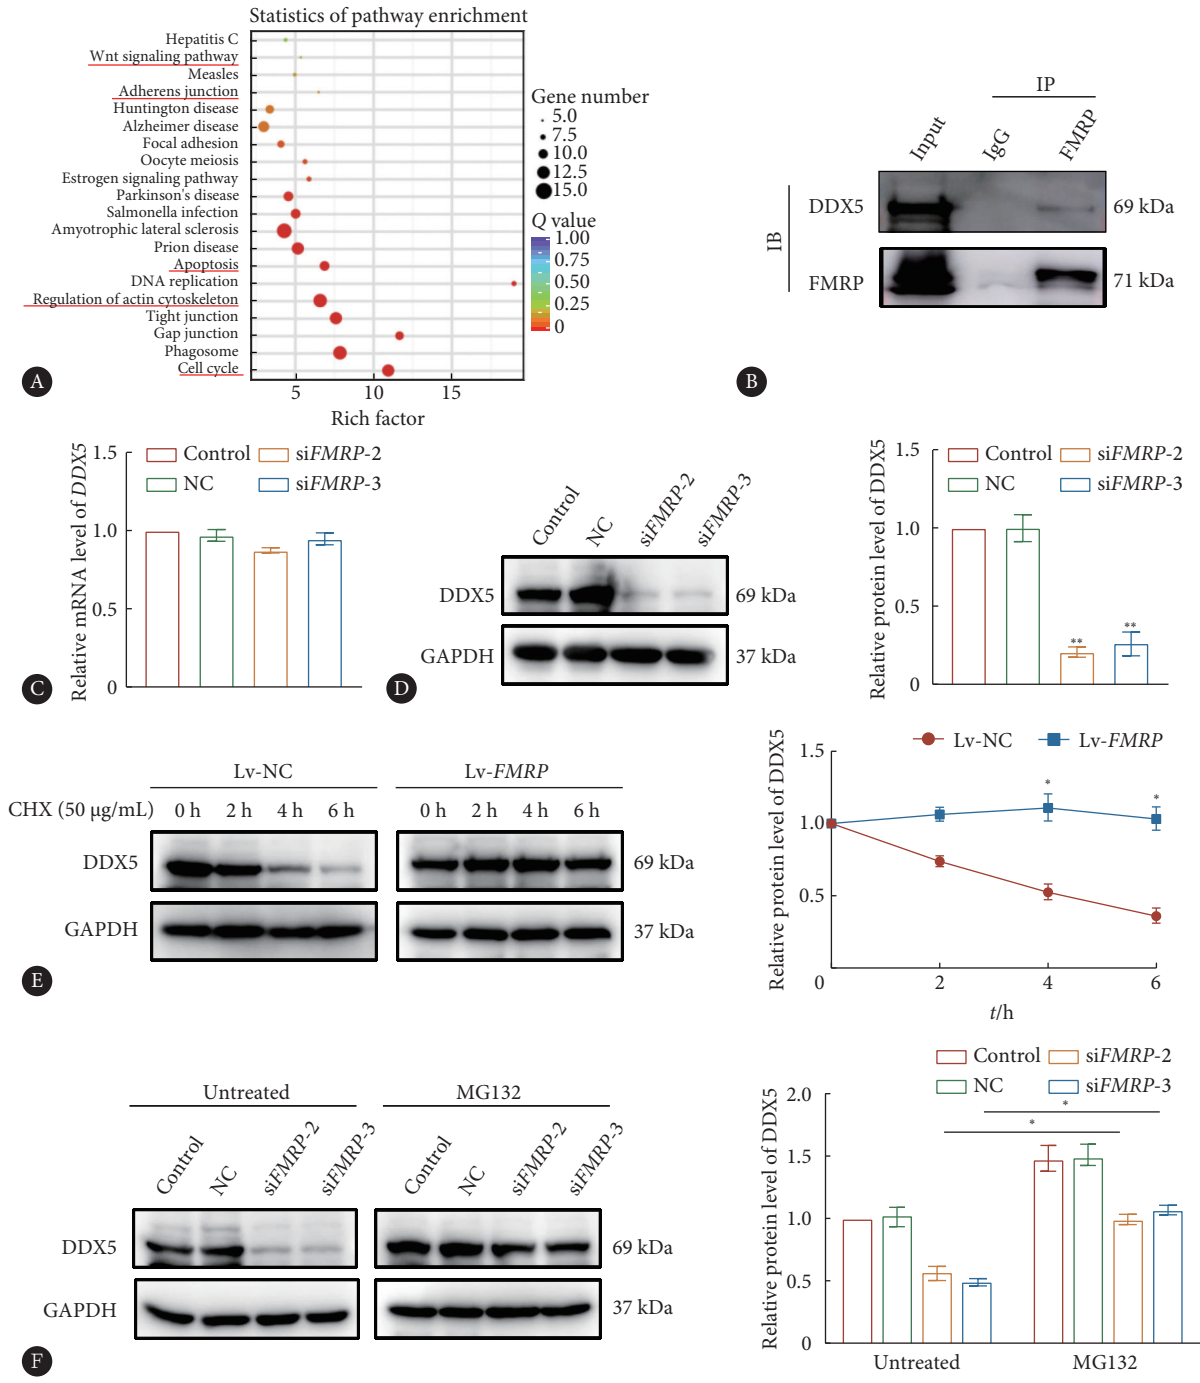 Statistics of pathway enrichment
Hepatitis C
Wnt signaling pathway
Measles
Adherens junction
Huntington disease
Alzheimer disease
Focal adhesion
Oocyte meiosis
Estrogen signaling pathway
Parkinson's disease
Salmonella infection
Amyotrophic lateral sclerosis
Prion disease
Apoptosis
DNA replication
Regulation of actin cytoskeleton
Tight junction
Gap junction
Phagosome
Cell cycle
5 10 15
Rich factor
Gene number
5.0
7.5
10.0
12.5
15.0
Q value
1.00
0.75
0.50
0.25
0
A
IP
Input IgG FMRP
IB
DDX5 69 kDa
FMRP 71 kDa
B
Relative mRNA level of DDX5
1.5
1.0
0.5
0
Control siFMRP-2
NC siFMRP-3
C
Control NC siFMRP-2 siFMRP-3
DDX5 69 kDa
GAPDH 37 kDa
D
Relative protein level of DDX5
1.5
1.0
0.5
0
Control siFMRP-2
NC siFMRP-3
** **
Lv-NC Lv-FMRP
CHX (50 μg/mL) 0 h 2 h 4 h 6 h 0 h 2 h 4 h 6 h
DDX5 69 kDa
GAPDH 37 kDa
E
Relative protein level of DDX5
Lv-NC Lv-FMRP
1.5
1.0
0.5
0 2 4 6
* *
t/h
Untreated MG132
Control NC siFMRP-2 siFMRP-3 Control NC siFMRP-2 siFMRP-3
DDX5 69 kDa
GAPDH 37 kDa
F
Relative protein level of DDX5
Control siFMRP-2
NC siFMRP-3
2.0
1.5
1.0
0.5
0
*
*
Untreated MG132